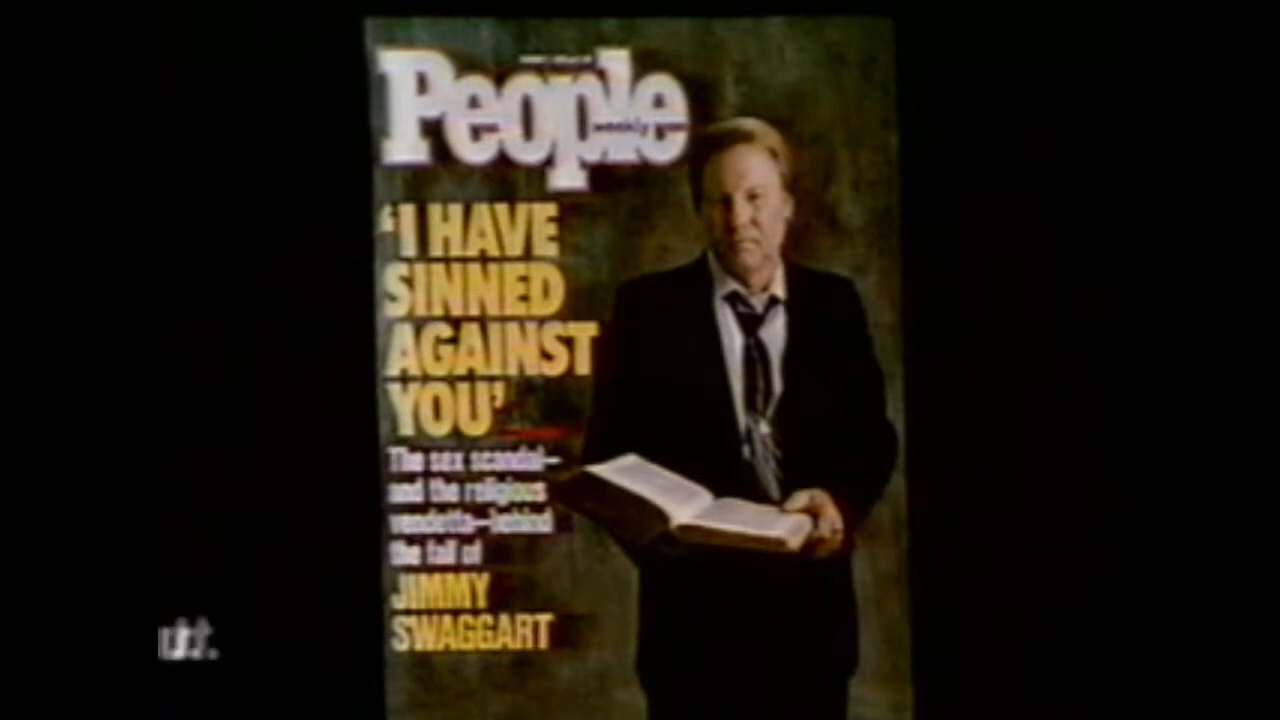 People
weekly
'I HAVE
SINNED
AGAINST
YOU'
The sex scandal—
and the religious
vendetta—behind
the fall of
JIMMY
SWAGGART